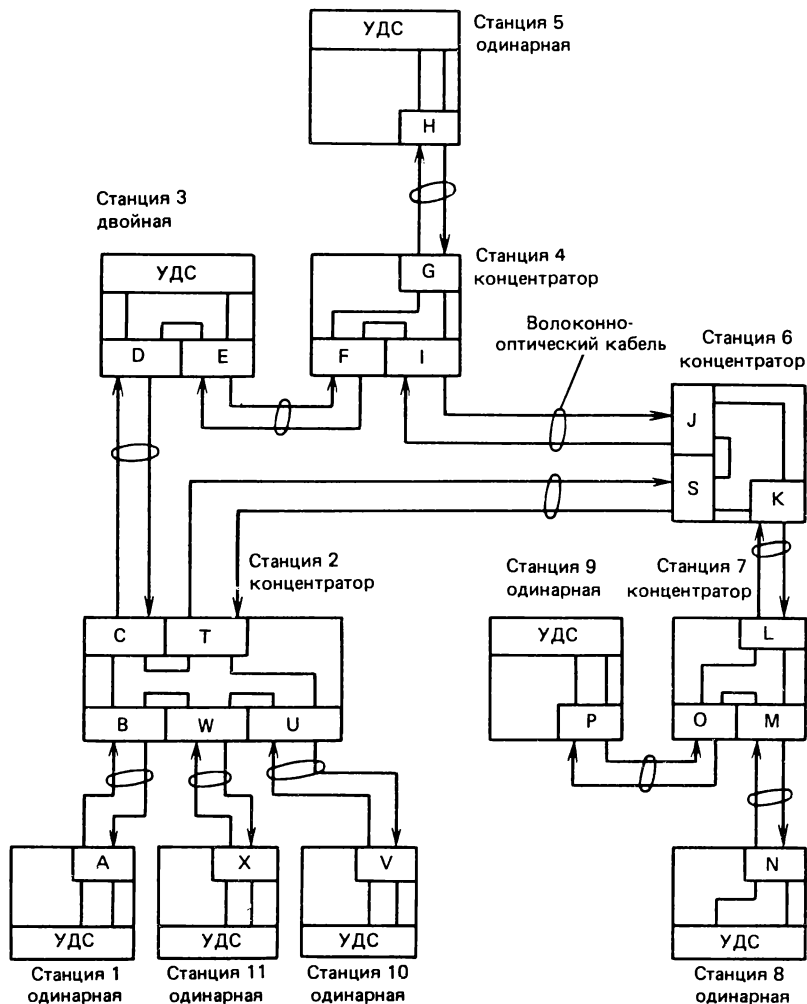 УДС
Станция 5
одинарная
H
Станция 3
двойная
УДС
D
E
Станция 4
концентратор
G
F
I
Волоконно-
оптический кабель
Станция 6
концентратор
J
S
K
Станция 2
концентратор
C
T
B
W
U
Станция 9
одинарная
УДС
P
Станция 7
концентратор
L
O
M
A
УДС
X
УДС
V
УДС
N
УДС
Станция 1
одинарная
Станция 11
одинарная
Станция 10
одинарная
Станция 8
одинарная